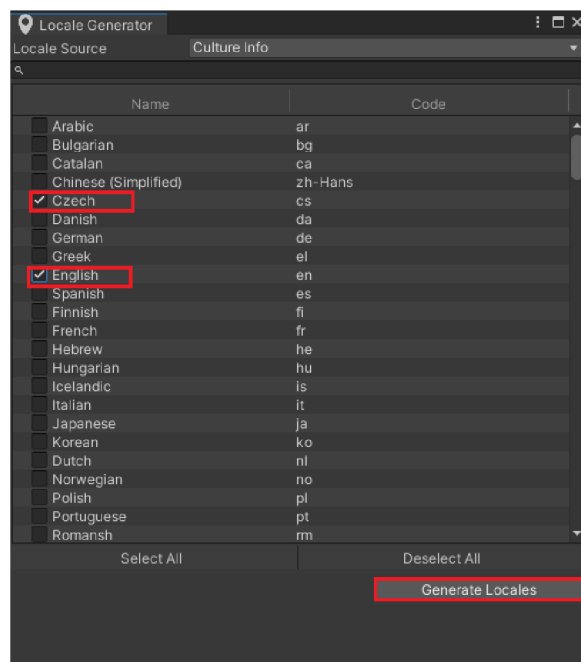 Locale Generator
Locale Source Culture Info
Name Code
Arabic ar
Bulgarian bg
Catalan ca
Chinese (Simplified) zh-Hans
Czech cs
Danish da
German de
Greek el
English en
Spanish es
Finnish fi
French fr
Hebrew he
Hungarian hu
Icelandic is
Italian it
Japanese ja
Korean ko
Dutch nl
Norwegian no
Polish pl
Portuguese pt
Romansh rm
Select All Deselect All
Generate Locales